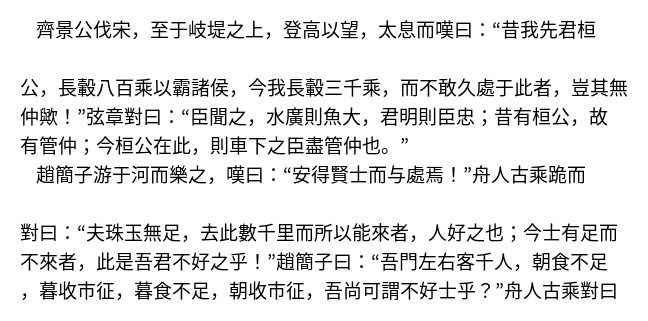 齊景公伐宋，至于岐堤之上，登高以望，太息而嘆曰：“昔我先君桓
公，長轂八百乘以霸諸侯，今我長轂三千乘，而不敢久處于此者，豈其無
仲歟！”弦章對曰：“臣聞之，水廣則魚大，君明則臣忠；昔有桓公，故
有管仲；今桓公在此，則車下之臣盡管仲也。”
趙簡子游于河而樂之，嘆曰：“安得賢士而与處焉！”舟人古乘跪而
對曰：“夫珠玉無足，去此數千里而所以能來者，人好之也；今士有足而
不來者，此是吾君不好之乎！”趙簡子曰：“吾門左右客千人，朝食不足
，暮收市征，暮食不足，朝收市征，吾尚可謂不好士乎？”舟人古乘對曰